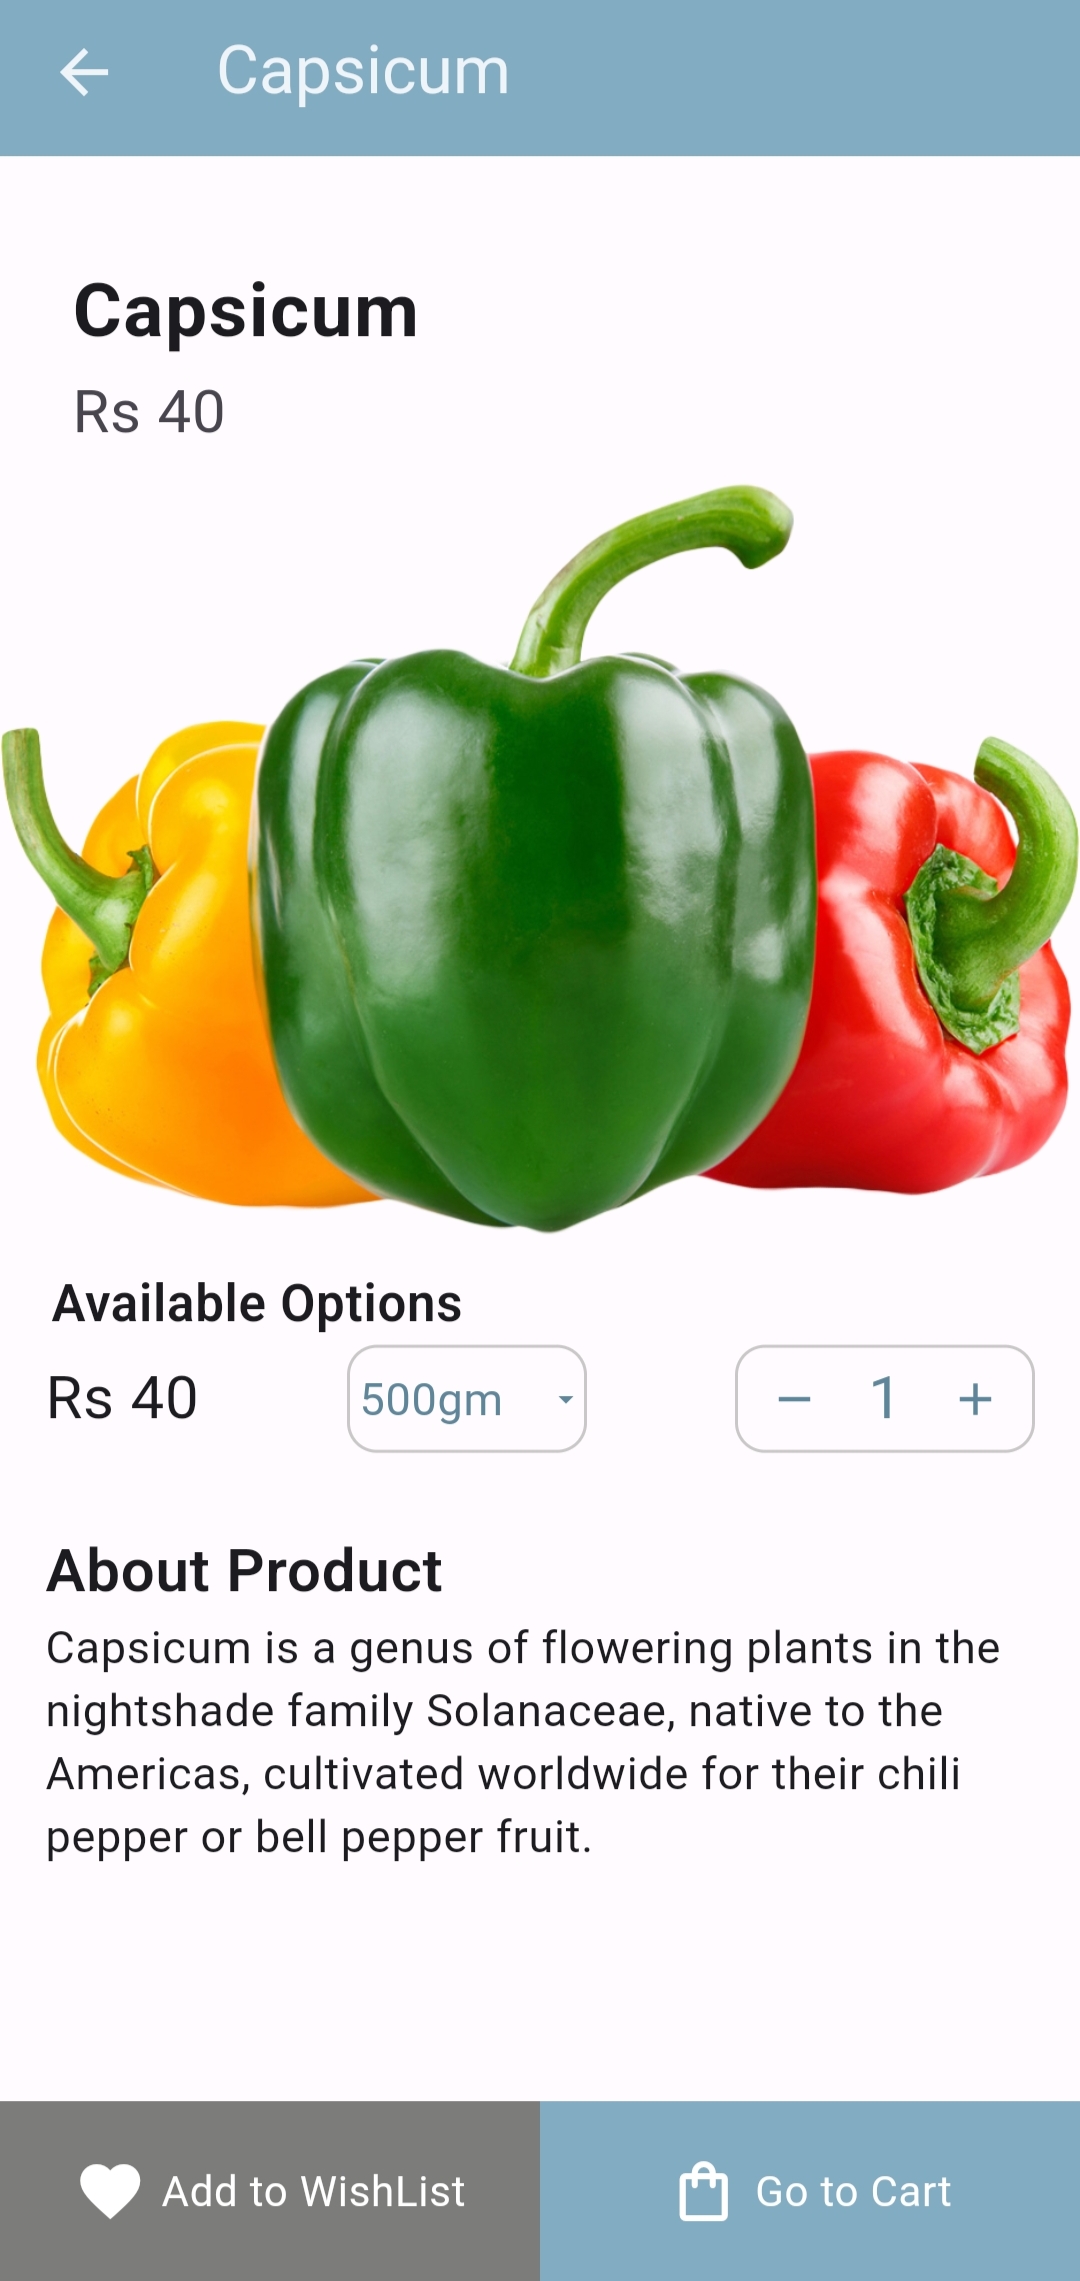 Capsicum
Capsicum
Rs 40
Available Options
Rs 40
500gm
1
About Product
Capsicum is a genus of flowering plants in the
nightshade family Solanaceae, native to the
Americas, cultivated worldwide for their chili
pepper or bell pepper fruit.
Add to WishList
Go to Cart